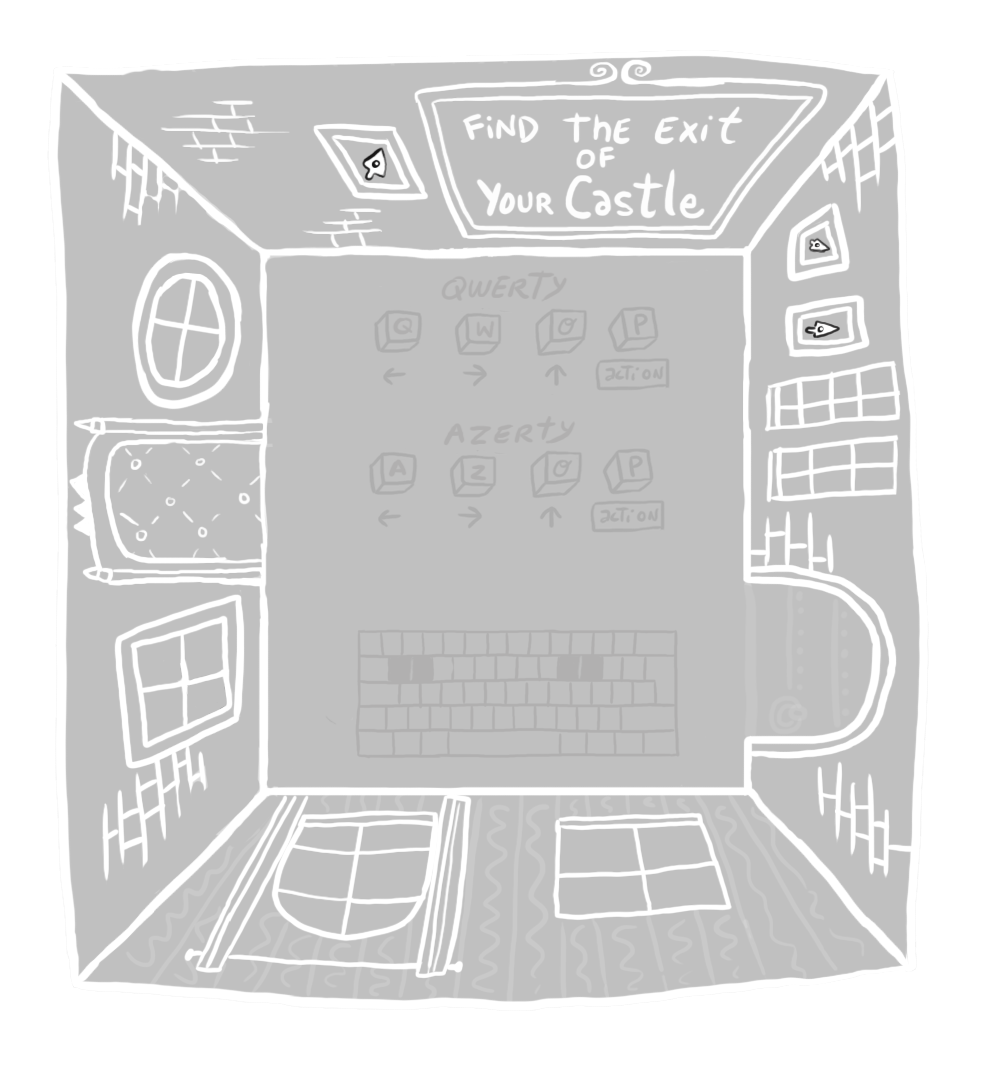 FiND ThE Exit
OF
YOUR Castle
QWERTY
Q W O P
← → ↑ action
AZERTY
A Z O P
← → ↑ action